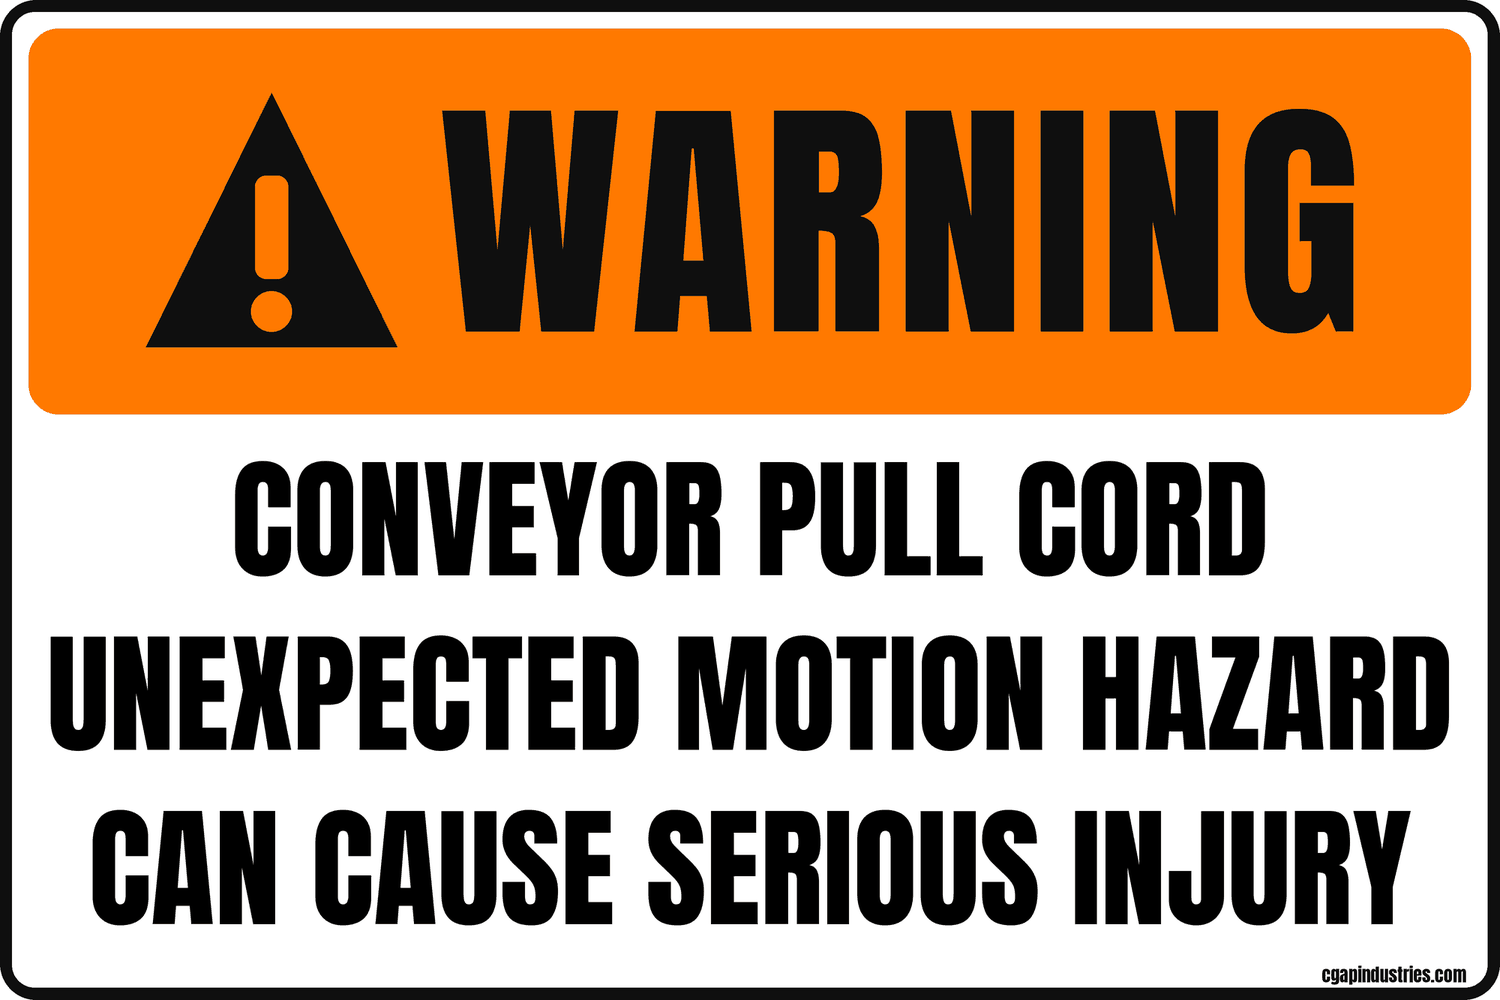 WARNING
CONVEYOR PULL CORD
UNEXPECTED MOTION HAZARD
CAN CAUSE SERIOUS INJURY
cgapindustries.com